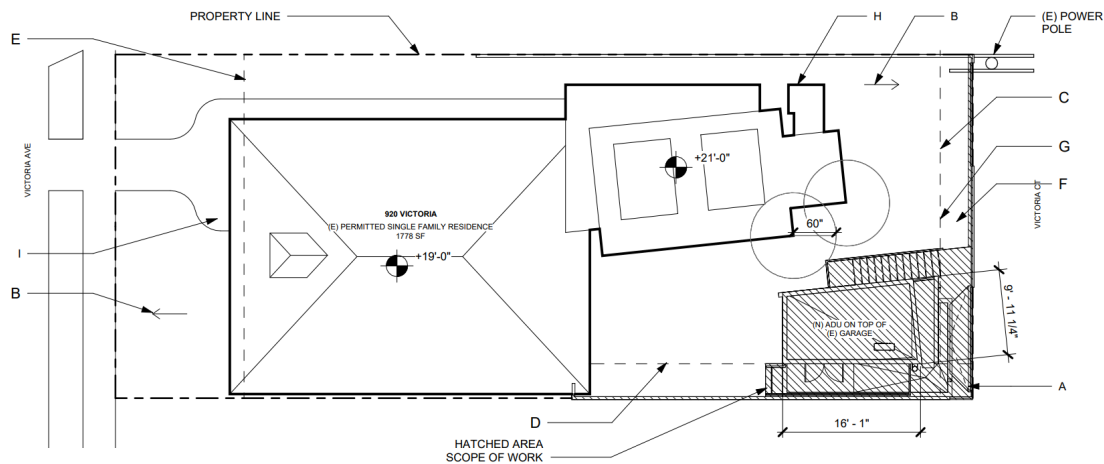 PROPERTY LINE
H
B
(E) POWER
POLE
E
C
G
F
VICTORIA AVE
VICTORIA CT
+21'-0"
920 VICTORIA
(E) PERMITTED SINGLE FAMILY RESIDENCE
1778 SF
60"
+19'-0"
I
B
9' - 11 1/4"
(N) ADU ON TOP OF
(E) GARAGE
A
D
16' - 1"
HATCHED AREA
SCOPE OF WORK